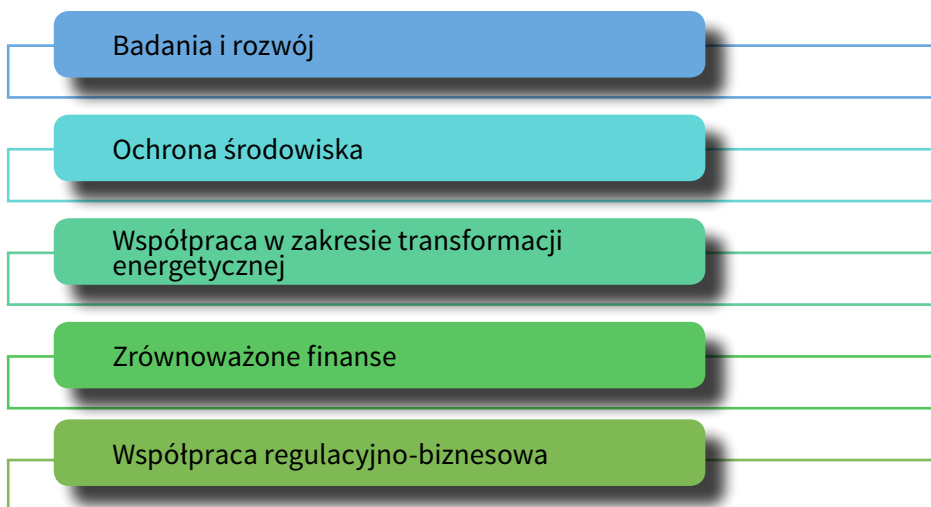 Badania i rozwój
Ochrona środowiska
Współpraca w zakresie transformacji
energetycznej
Zrównoważone finanse
Współpraca regulacyjno-biznesowa